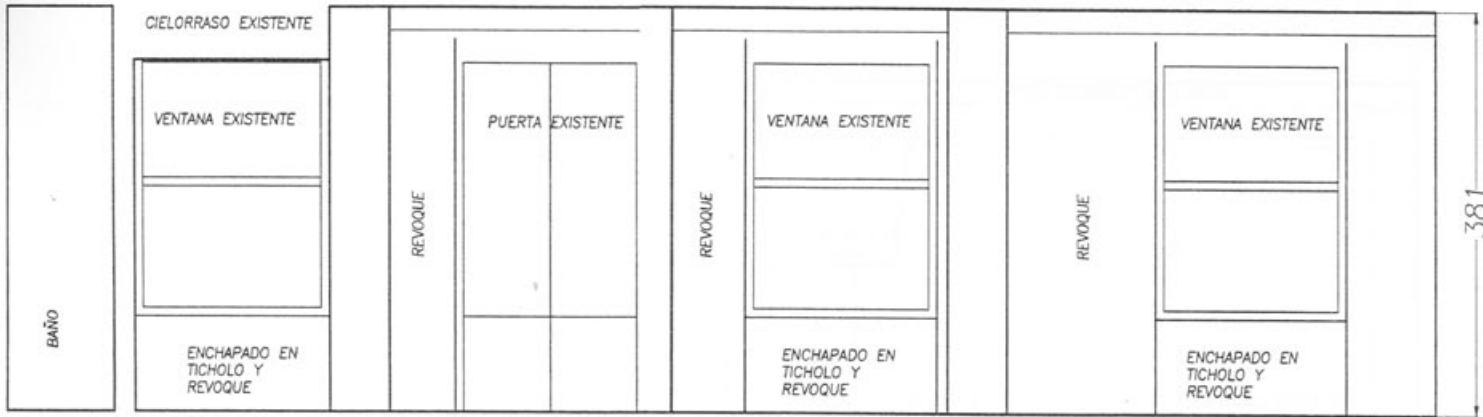 CIELORRASO EXISTENTE
VENTANA EXISTENTE
BAÑO
ENCHAPADO EN
TICHOLO Y
REVOQUE
REVOQUE
PUERTA EXISTENTE
REVOQUE
VENTANA EXISTENTE
ENCHAPADO EN
TICHOLO Y
REVOQUE
REVOQUE
VENTANA EXISTENTE
ENCHAPADO EN
TICHOLO Y
REVOQUE
381